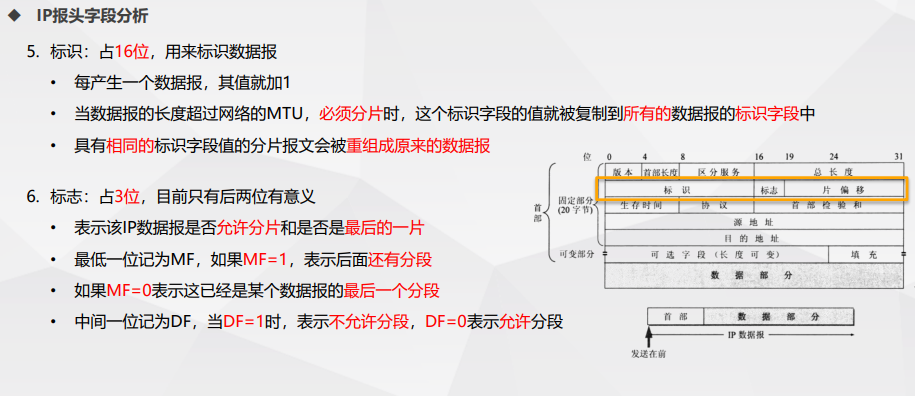 ◆ IP报头字段分析
5. 标识：占16位，用来标识数据报
• 每产生一个数据报，其值就加1
• 当数据报的长度超过网络的MTU，必须分片时，这个标识字段的值就被复制到所有的数据报的标识字段中
• 具有相同的标识字段值的分片报文会被重组成原来的数据报
6. 标志：占3位，目前只有后两位有意义
• 表示该IP数据报是否允许分片和是否是最后的一片
• 最低一位记为MF，如果MF=1，表示后面还有分段
• 如果MF=0表示这已经是某个数据报的最后一个分段
• 中间一位记为DF，当DF=1时，表示不允许分段，DF=0表示允许分段
位 0 4 8 16 19 24 31
版本 首部长度 区分服务 总长度
标识 标志 片偏移
生存时间 协议 首部检验和
源地址
目的地址
可选字段（长度可变） 填充
数据部分
首部
固定部分
(20字节)
可变部分
首部 数据部分
IP 数据报
发送在前